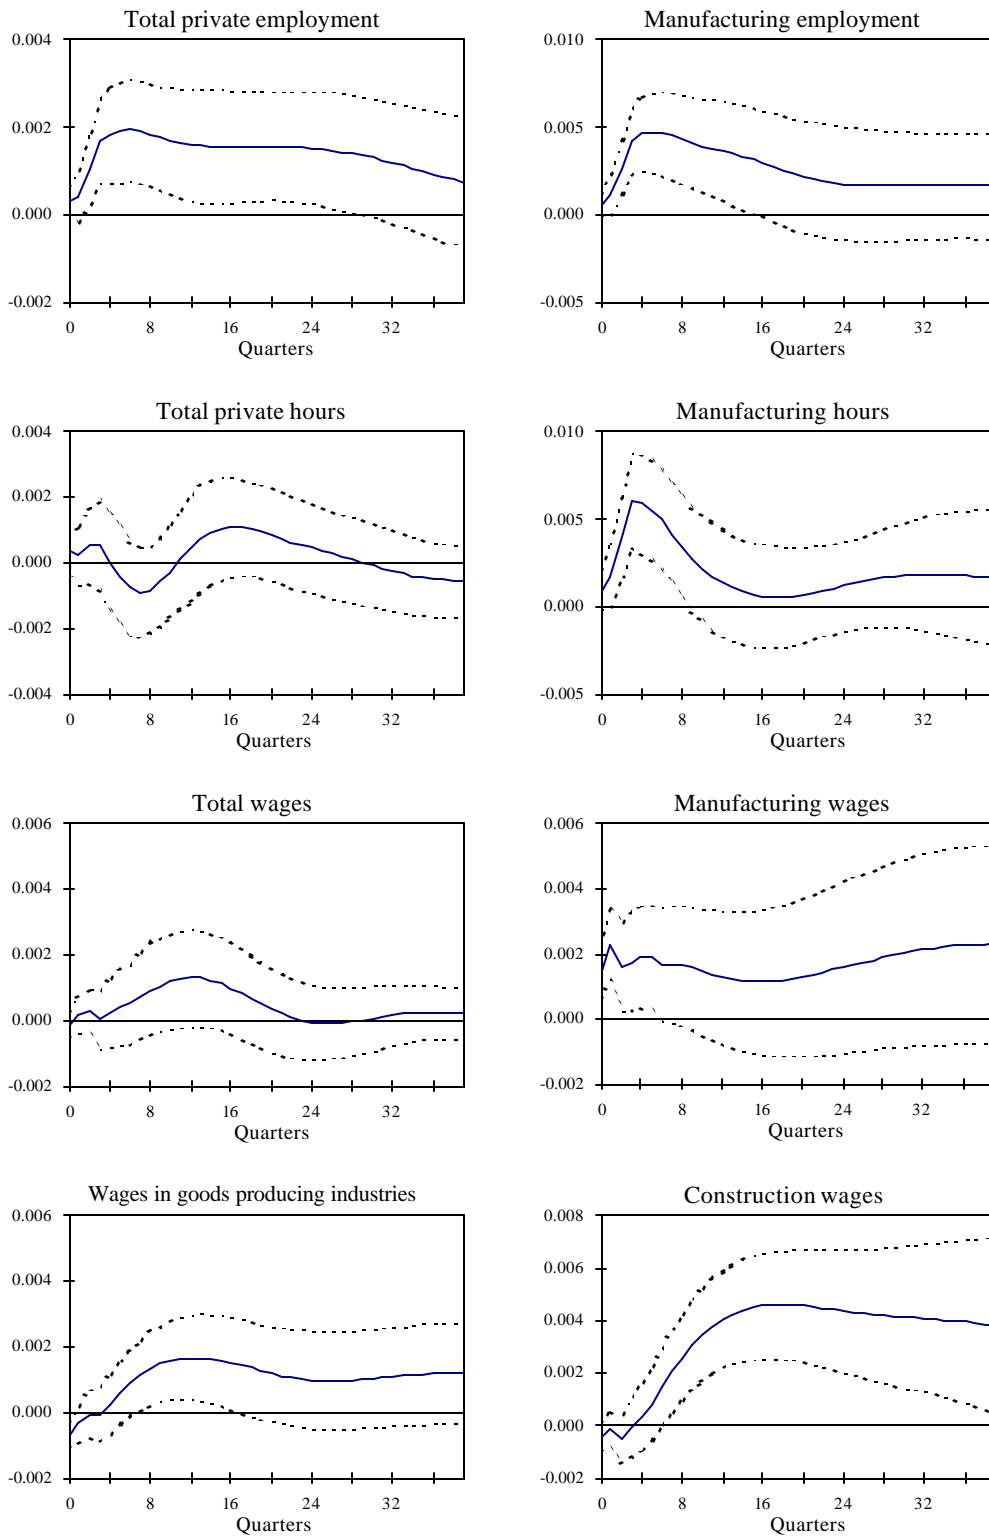 Total private employment
0.004
0.002
0.000
-0.002
0 8 16 24 32
Quarters
Manufacturing employment
0.010
0.005
0.000
-0.005
0 8 16 24 32
Quarters
Total private hours
0.004
0.002
0.000
-0.002
-0.004
0 8 16 24 32
Quarters
Manufacturing hours
0.010
0.005
0.000
-0.005
0 8 16 24 32
Quarters
Total wages
0.006
0.004
0.002
0.000
-0.002
0 8 16 24 32
Quarters
Manufacturing wages
0.006
0.004
0.002
0.000
-0.002
0 8 16 24 32
Quarters
Wages in goods producing industries
0.006
0.004
0.002
0.000
-0.002
0 8 16 24 32
Quarters
Construction wages
0.008
0.006
0.004
0.002
0.000
-0.002
0 8 16 24 32
Quarters